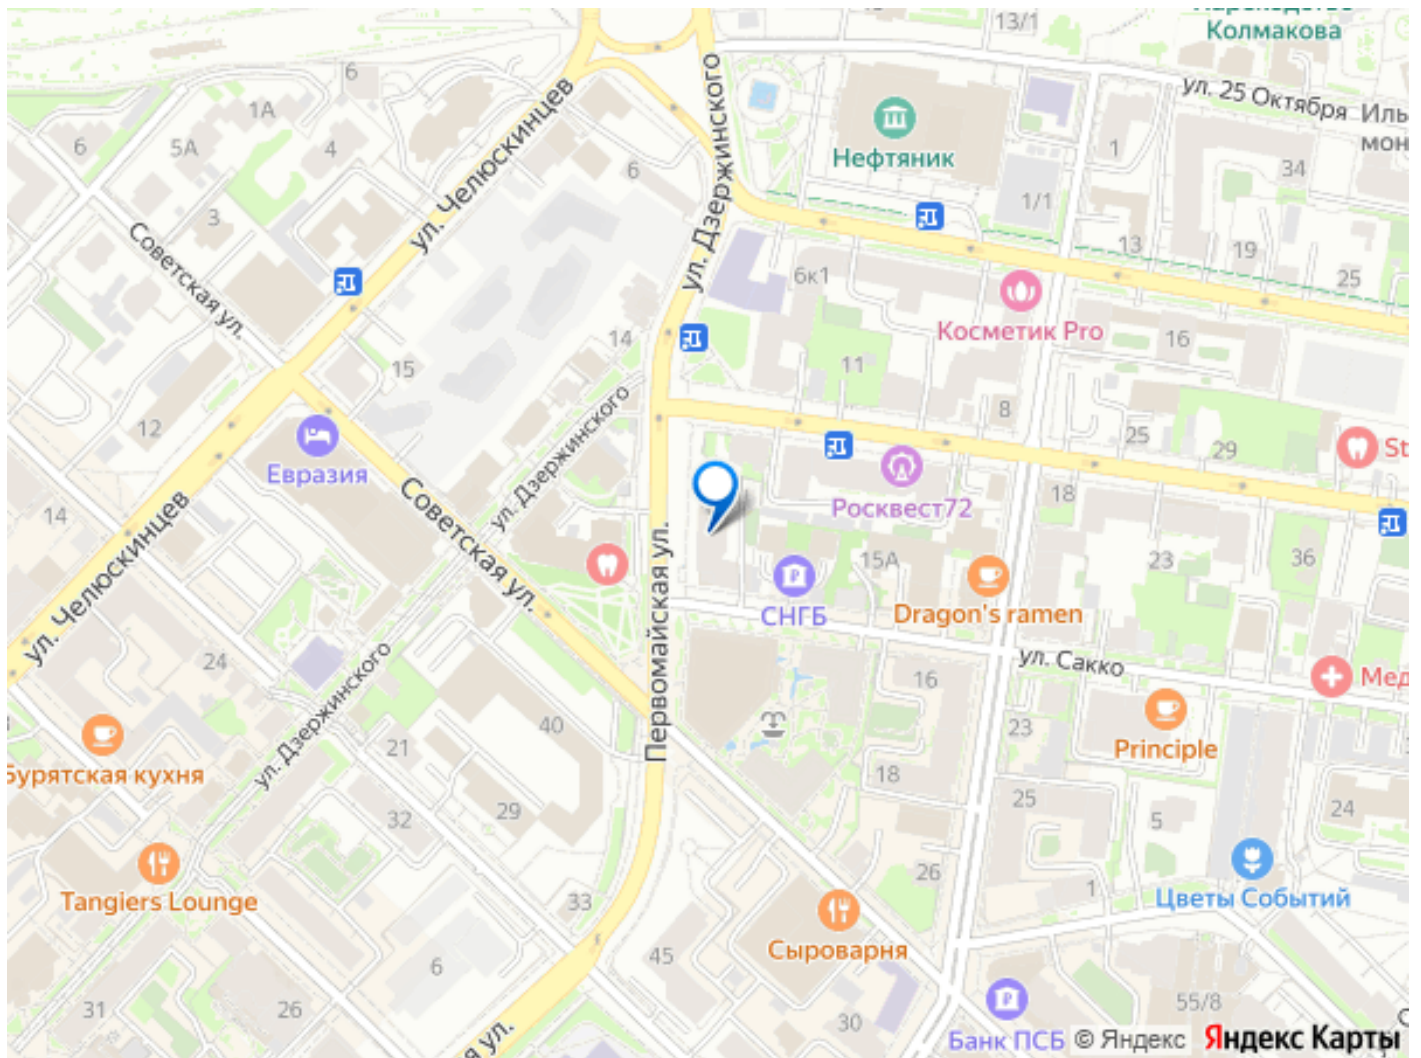 Колмакова
13/1
ул. 25 Октября
6
1А
6
5А
4
3
ул. Челюскинцев
6
ул. Дзержинского
Нефтяник
1
34
1/1
13
19
25
Советская ул.
ул. Дзержинского
6к1
Косметик Pro
16
14
15
11
8
12
25
29
St
Евразия
ул. Дзержинского
Росквест72
18
14
ул. Челюскинцев
Советская ул.
Первомайская ул.
15А
23
36
СНГБ
Dragon's ramen
ул. Сакко
Мед
24
ул. Дзержинского
16
40
23
21
Principle
Бурятская кухня
18
25
5
24
32
29
26
1
Tangiers Lounge
33
Цветы Событий
Сыроварня
45
6
31
26
30
55/8
я ул.
Банк ПСБ
© Яндекс
Яндекс Карты